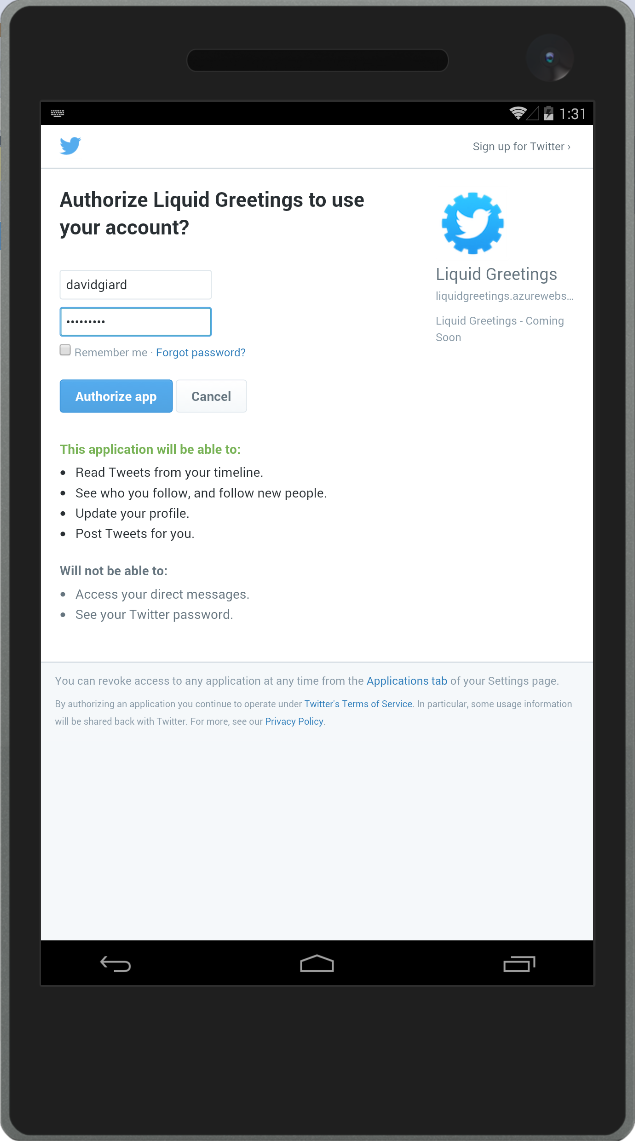 1:31
Sign up for Twitter ›
Authorize Liquid Greetings to use
your account?
davidgiard
•••••••••
Remember me · Forgot password?
Authorize app Cancel
Liquid Greetings
liquidgreetings.azurewebs...
Liquid Greetings - Coming
Soon
This application will be able to:
• Read Tweets from your timeline.
• See who you follow, and follow new people.
• Update your profile.
• Post Tweets for you.
Will not be able to:
• Access your direct messages.
• See your Twitter password.
You can revoke access to any application at any time from the Applications tab of your Settings page.
By authorizing an application you continue to operate under Twitter's Terms of Service. In particular, some usage information
will be shared back with Twitter. For more, see our Privacy Policy.